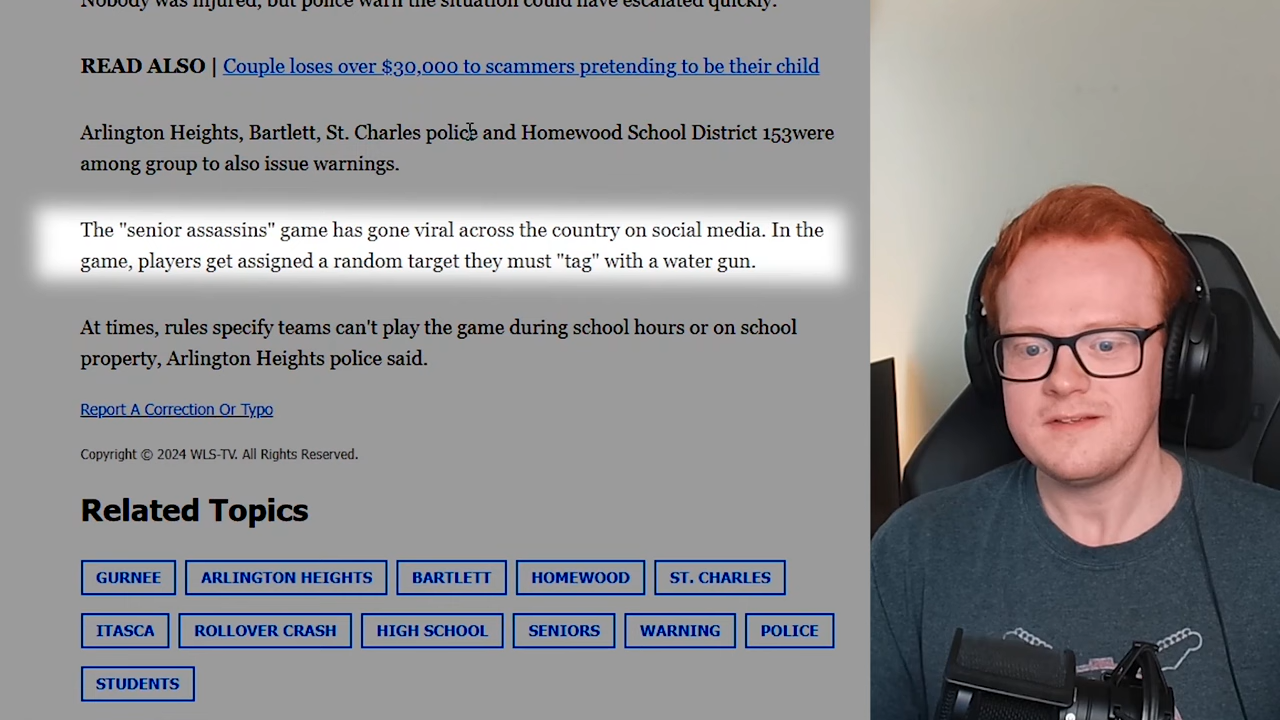 Nobody was injured, but police warn the situation could have escalated quickly.
READ ALSO | Couple loses over $30,000 to scammers pretending to be their child
Arlington Heights, Bartlett, St. Charles police and Homewood School District 153were
among group to also issue warnings.
The "senior assassins" game has gone viral across the country on social media. In the
game, players get assigned a random target they must "tag" with a water gun.
At times, rules specify teams can't play the game during school hours or on school
property, Arlington Heights police said.
Report A Correction Or Typo
Copyright © 2024 WLS-TV. All Rights Reserved.
Related Topics
GURNEE ARLINGTON HEIGHTS BARTLETT HOMEWOOD ST. CHARLES
ITASCA ROLLOVER CRASH HIGH SCHOOL SENIORS WARNING POLICE
STUDENTS